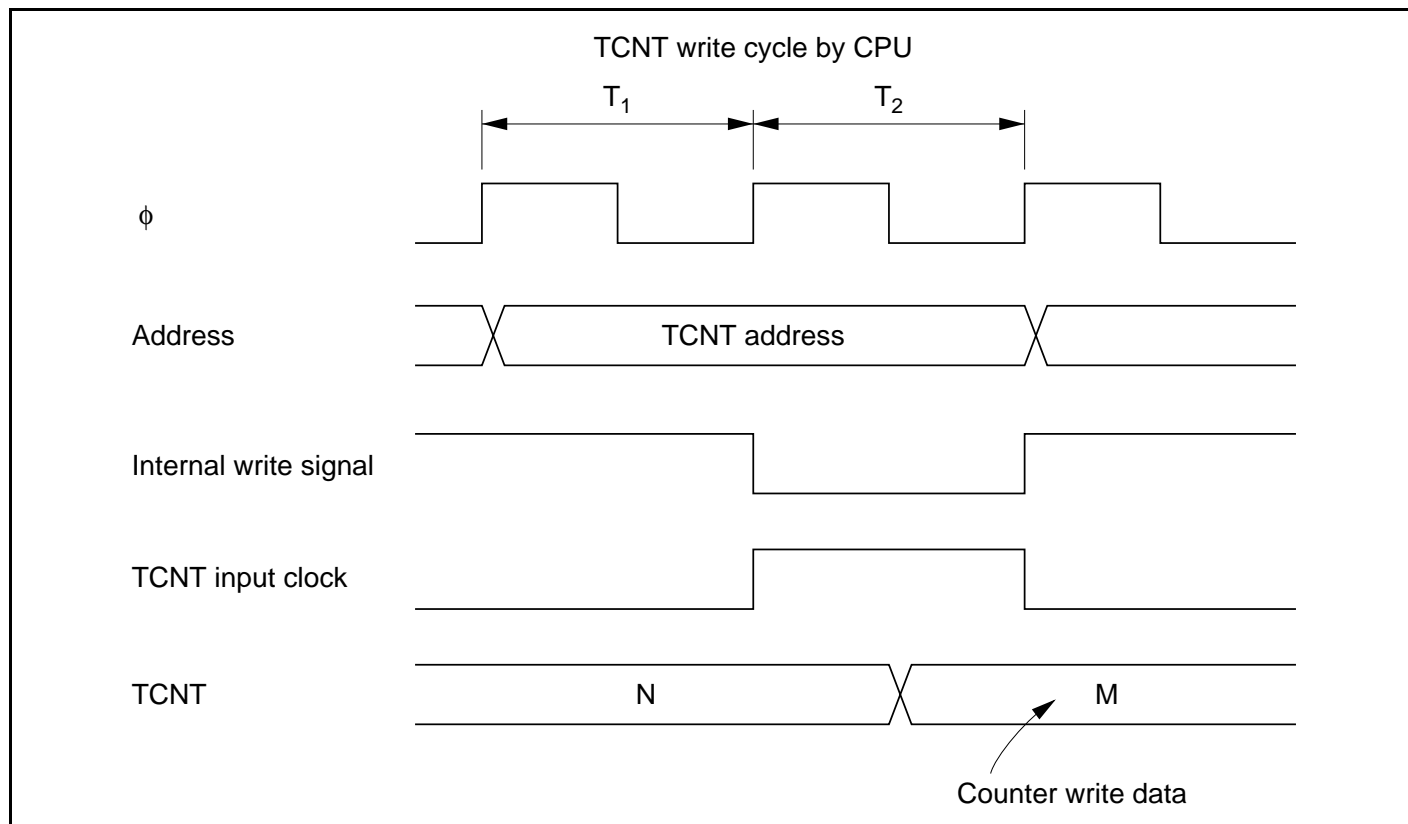 TCNT write cycle by CPU
T1 T2
ϕ
Address TCNT address
Internal write signal
TCNT input clock
TCNT N M
Counter write data